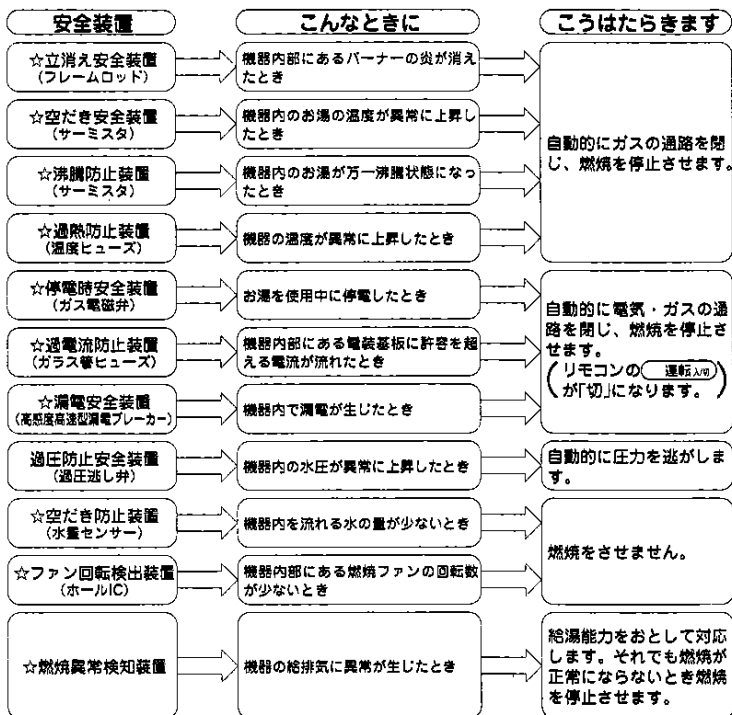 安全装置 こんなときに こうはたらきます
☆立消え安全装置
(フレームロッド)
機器内部にあるバーナーの炎が消え
たとき
☆空だき安全装置
(サーミスタ)
機器内のお湯の温度が異常に上昇し
たとき
☆沸騰防止装置
(サーミスタ)
機器内のお湯が万一沸騰状態になっ
たとき
☆過熱防止装置
(温度ヒューズ)
機器の温度が異常に上昇したとき
自動的にガスの通路を閉
じ、燃焼を停止させます。
☆停電時安全装置
(ガス電磁弁)
お湯を使用中に停電したとき
☆過電流防止装置
(ガラス管ヒューズ)
機器内部にある電装基板に許容を超
える電流が流れたとき
☆漏電安全装置
(高感度高速型漏電ブレーカー)
機器内で漏電が生じたとき
自動的に電気・ガスの通
路を閉じ、燃焼を停止さ
せます。
(リモコンの 運転入/切
が「切」になります。)
過圧防止安全装置
(過圧逃し弁)
機器内の水圧が異常に上昇したとき
自動的に圧力を逃がしま
す。
☆空だき防止装置
(水量センサー)
機器内を流れる水の量が少ないとき
☆ファン回転検出装置
(ホールIC)
機器内部にある燃焼ファンの回転数
が少ないとき
燃焼をさせません。
☆燃焼異常検知装置
機器の給排気に異常が生じたとき
給湯能力をおとして対応
します。それでも燃焼が
正常にならないとき燃焼
を停止させます。